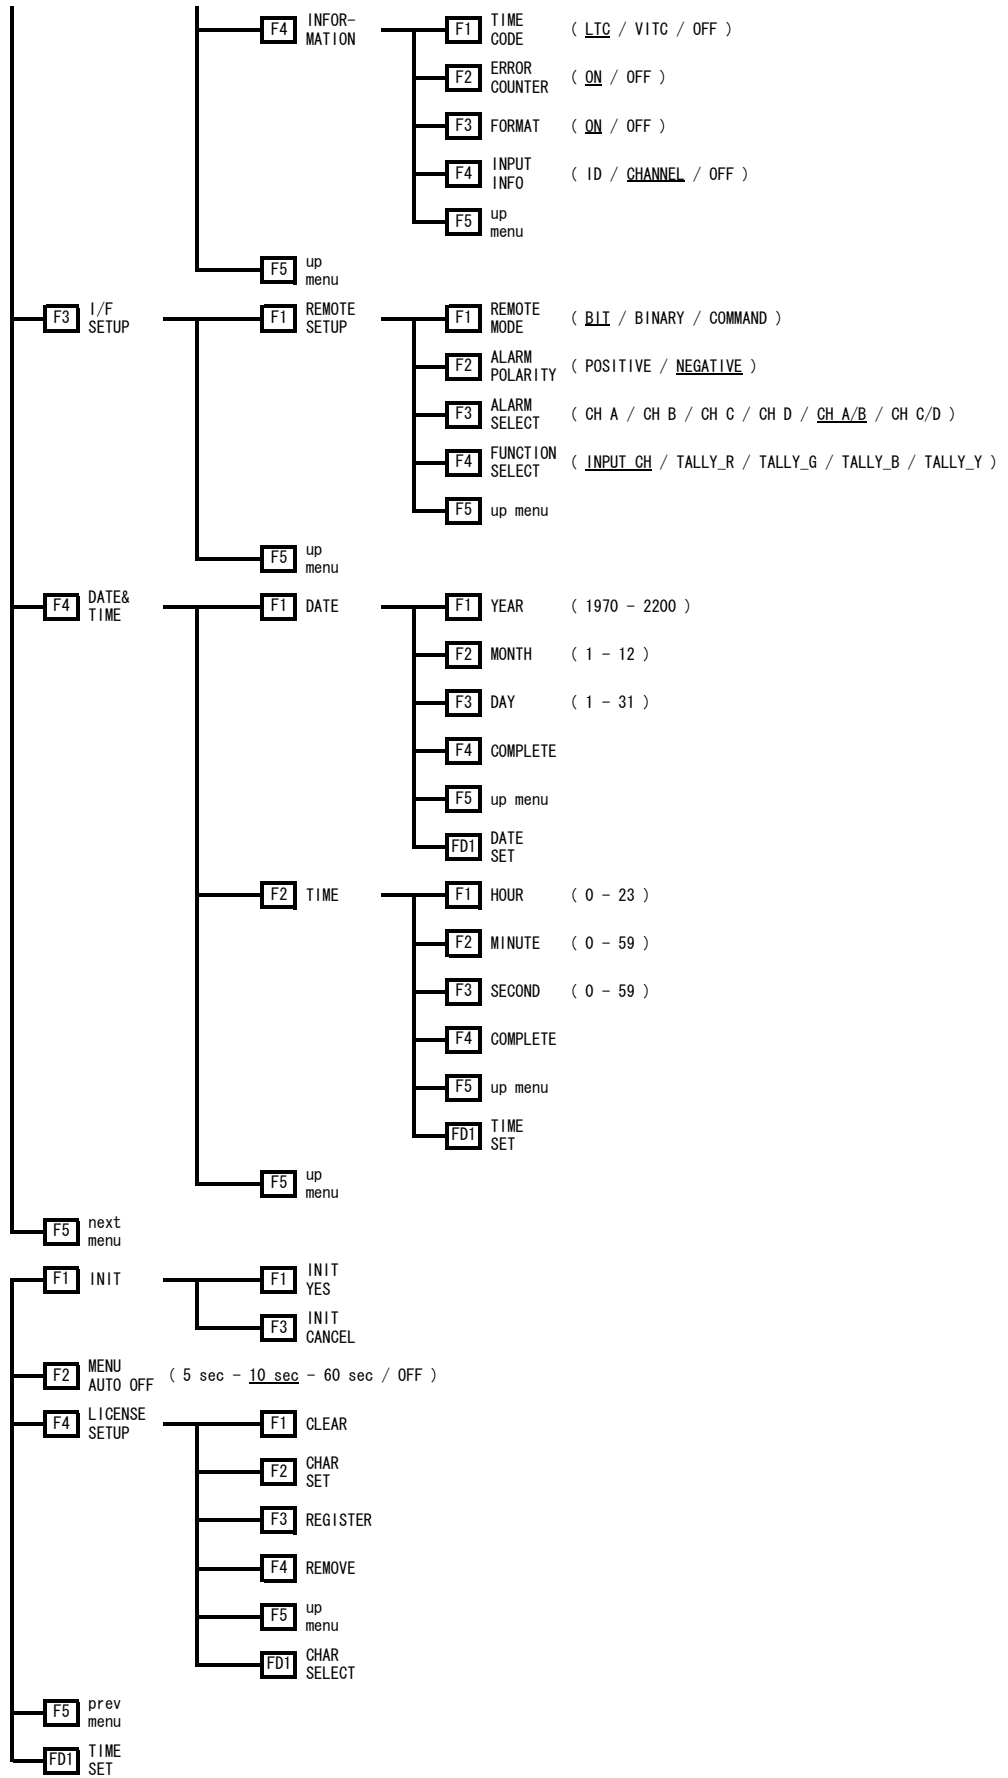 F4 INFOR-
MATION
F1 TIME
CODE ( LTC / VITC / OFF )
F2 ERROR
COUNTER ( ON / OFF )
F3 FORMAT ( ON / OFF )
F4 INPUT
INFO ( ID / CHANNEL / OFF )
F5 up
menu
F5 up
menu
F3 I/F
SETUP
F1 REMOTE
SETUP
F1 REMOTE
MODE ( BIT / BINARY / COMMAND )
F2 ALARM
POLARITY ( POSITIVE / NEGATIVE )
F3 ALARM
SELECT ( CH A / CH B / CH C / CH D / CH A/B / CH C/D )
F4 FUNCTION
SELECT ( INPUT CH / TALLY_R / TALLY_G / TALLY_B / TALLY_Y )
F5 up menu
F5 up
menu
F4 DATE&
TIME
F1 DATE
F1 YEAR ( 1970 - 2200 )
F2 MONTH ( 1 - 12 )
F3 DAY ( 1 - 31 )
F4 COMPLETE
F5 up menu
FD1 DATE
SET
F2 TIME
F1 HOUR ( 0 - 23 )
F2 MINUTE ( 0 - 59 )
F3 SECOND ( 0 - 59 )
F4 COMPLETE
F5 up menu
FD1 TIME
SET
F5 up
menu
F5 next
menu
F1 INIT
F1 INIT
YES
F3 INIT
CANCEL
F2 MENU
AUTO OFF ( 5 sec - 10 sec - 60 sec / OFF )
F4 LICENSE
SETUP
F1 CLEAR
F2 CHAR
SET
F3 REGISTER
F4 REMOVE
F5 up
menu
FD1 CHAR
SELECT
F5 prev
menu
FD1 TIME
SET